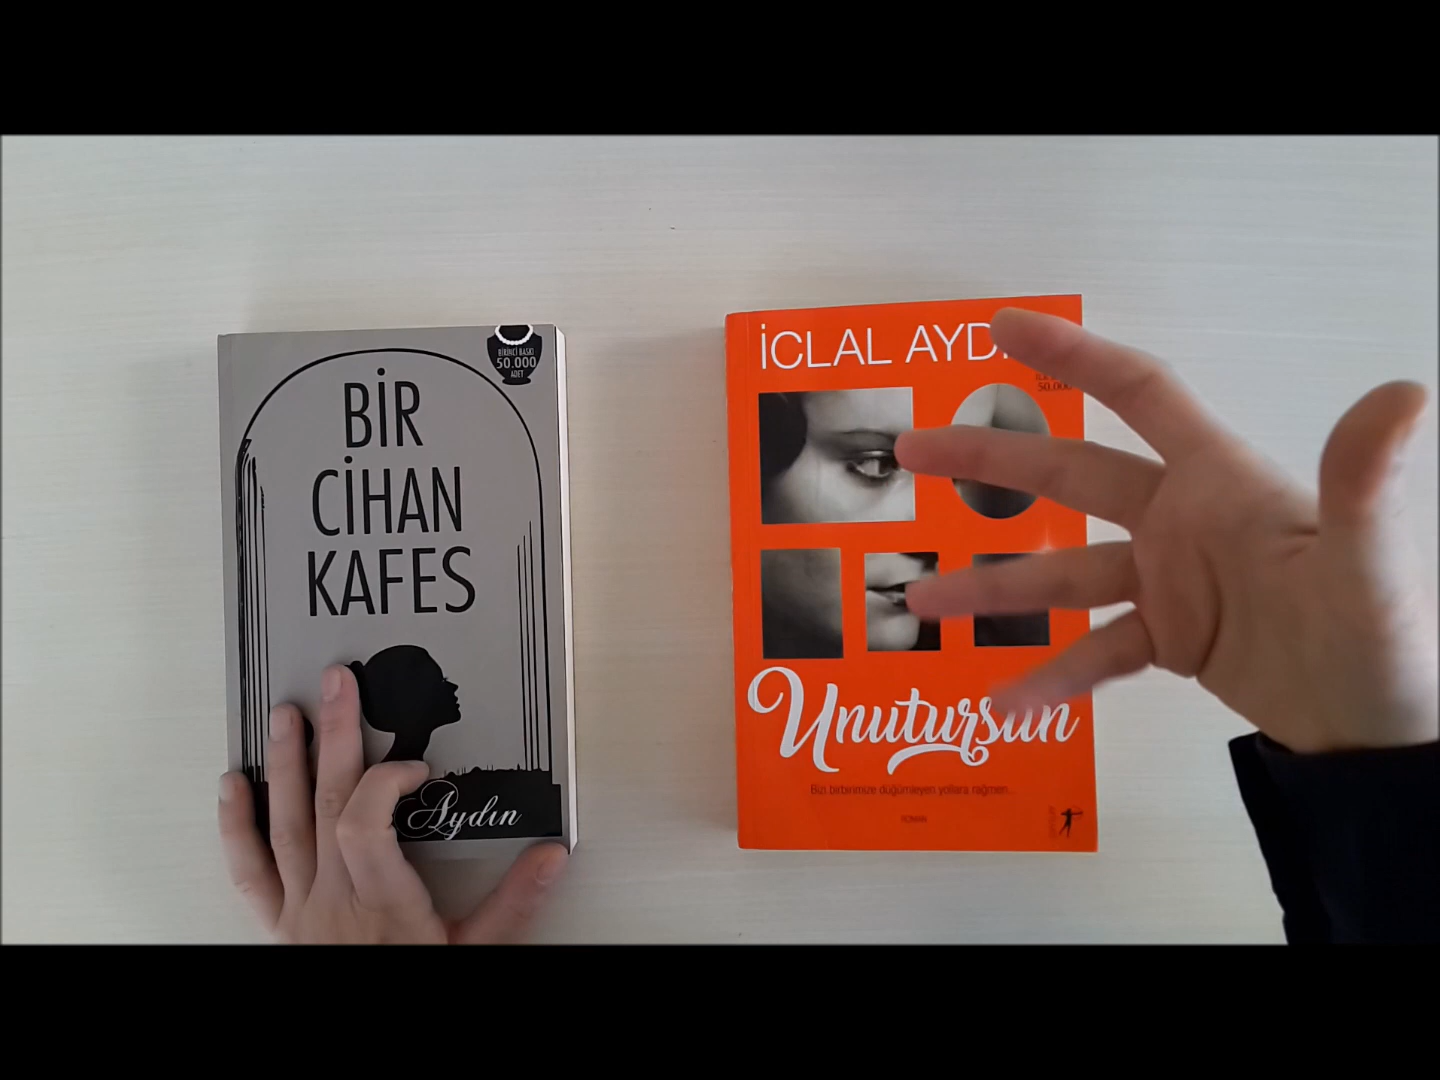 BİRİNCİ BASKI
50.000
ADET
BİR
CİHAN
KAFES
Aydın
İCLAL AYD
50.000
Unutursun
Bizi birbirimize düğümleyen yollara rağmen...
ROMAN